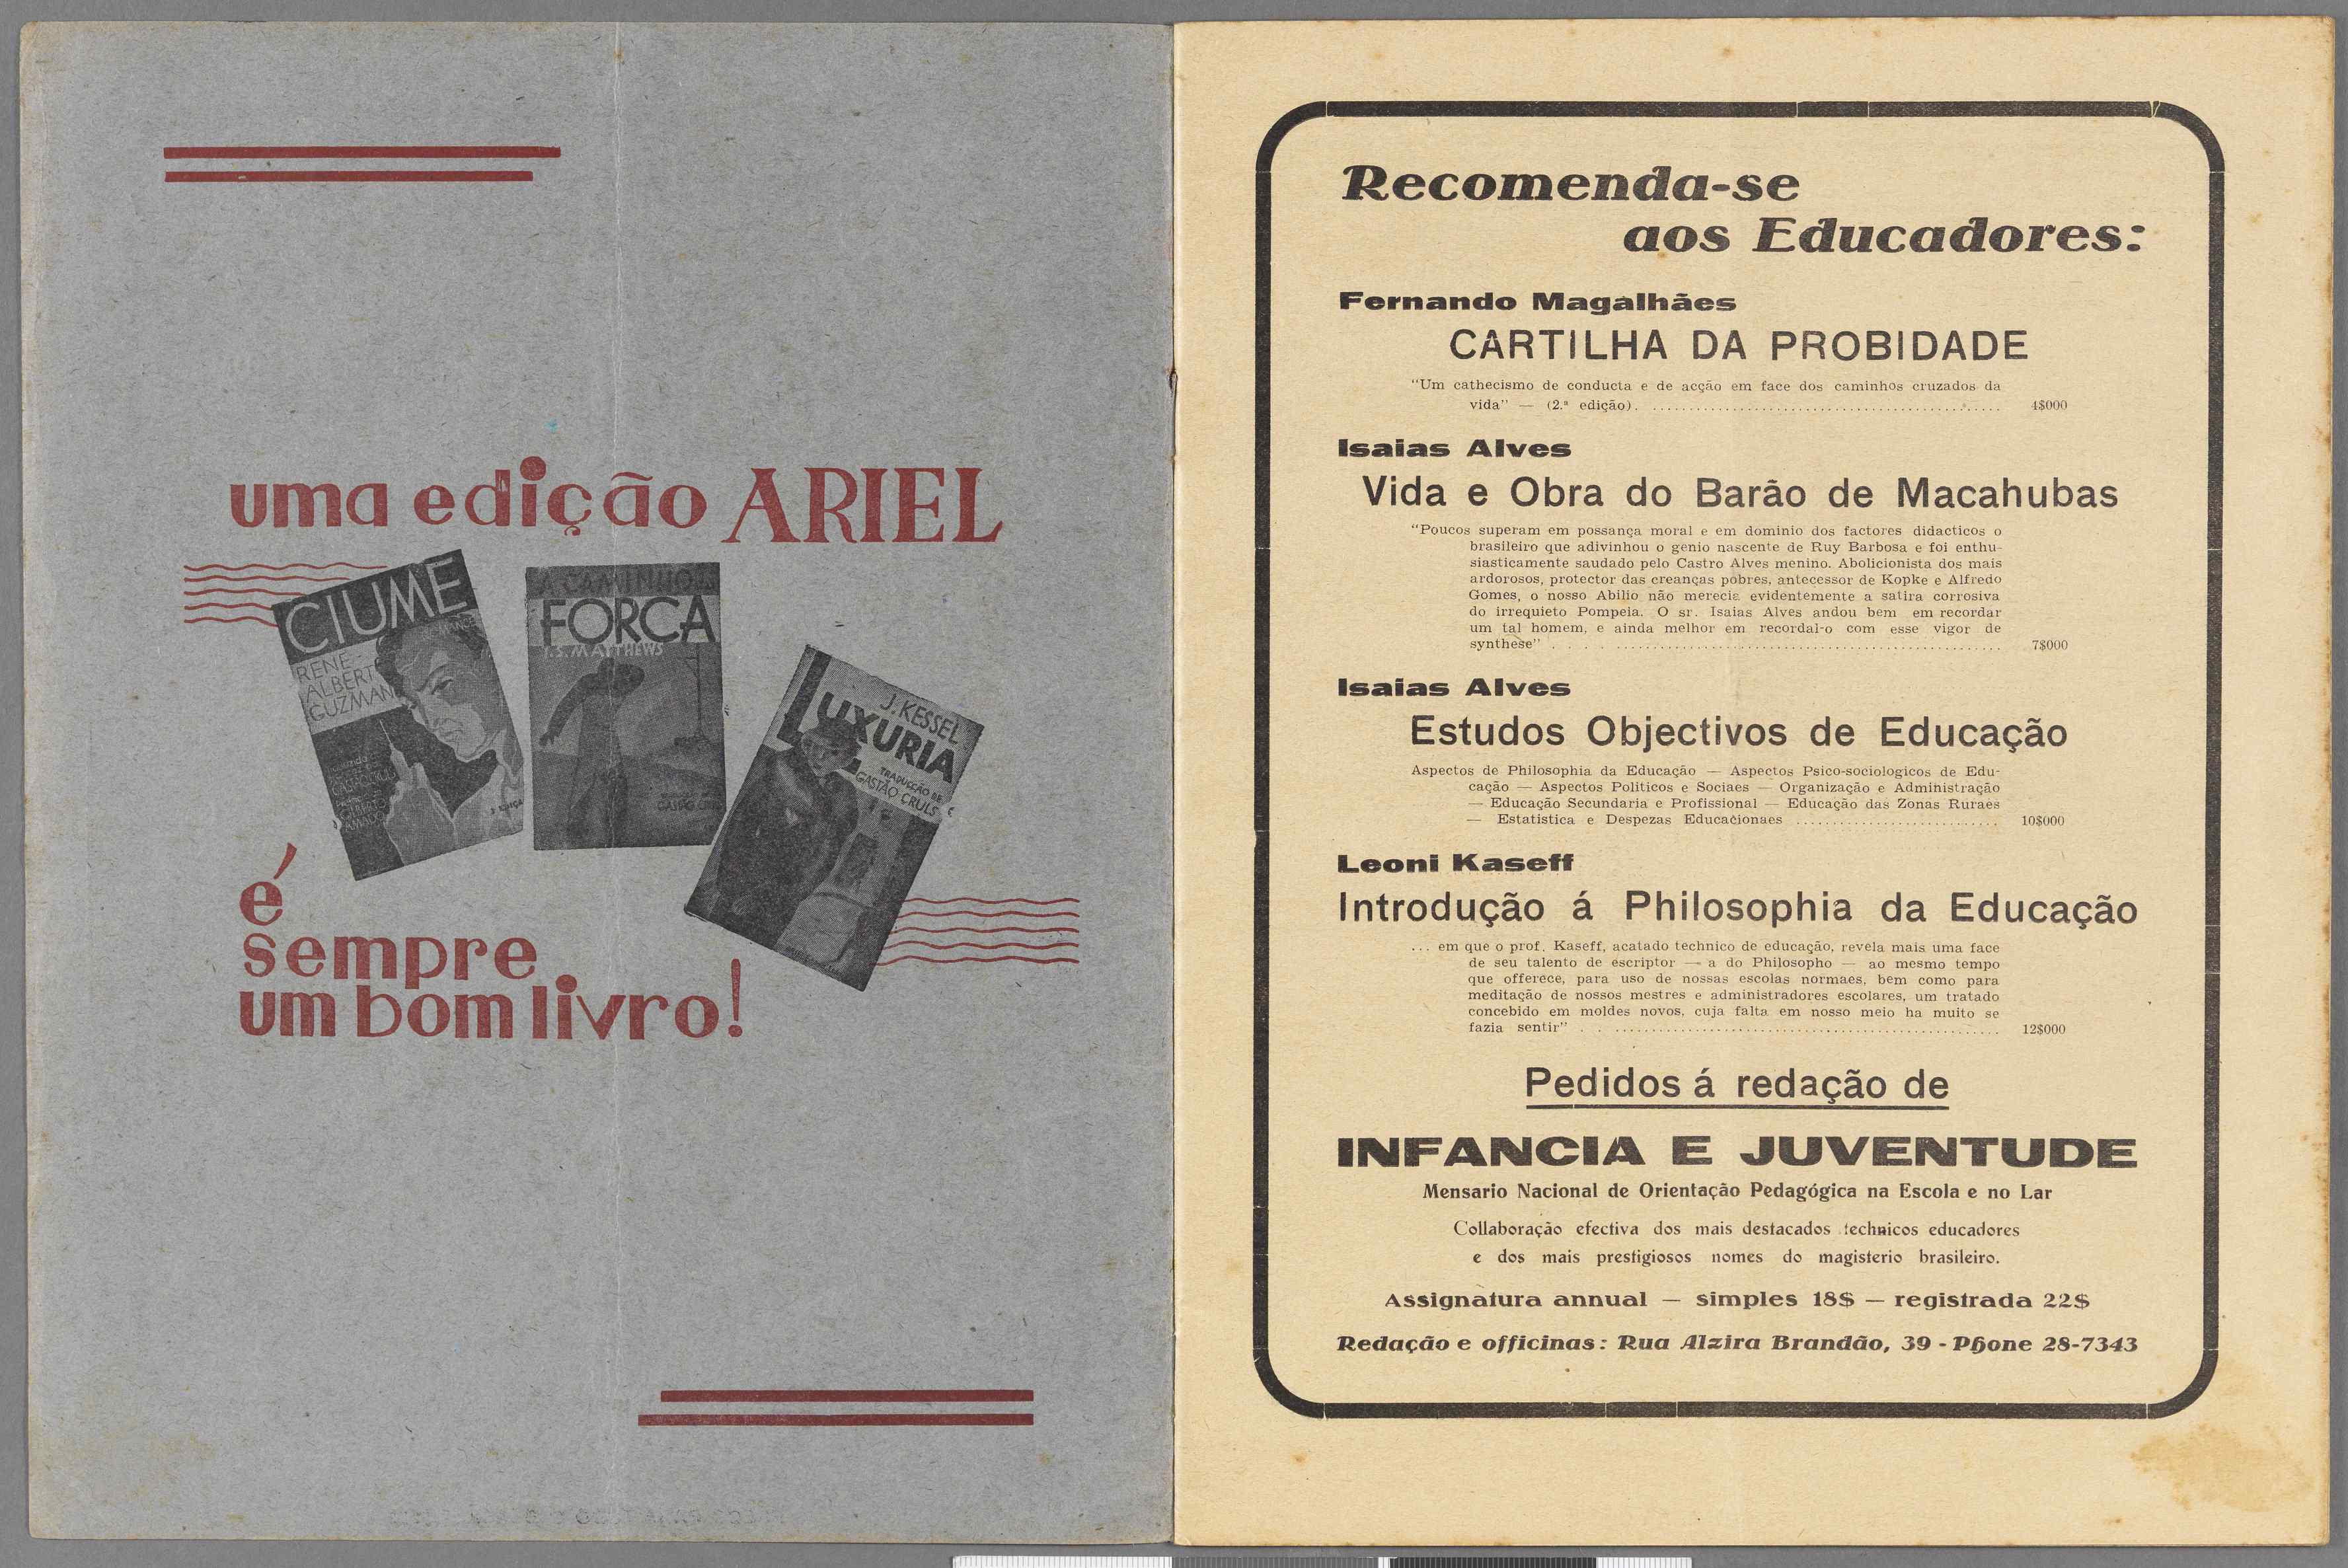 uma edição ARIEL
CIUME
ROMANCE
RENÉ-
ALBERT
GUZMAN
A CAMINHO DA
FORCA
T. S. MATTHEWS
J. KESSEL
LUXURIA
TRADUCÇÃO DE
GASTÃO CRULS
é
sempre
um bom livro!
Recomenda-se
aos Educadores:
Fernando Magalhães
CARTILHA DA PROBIDADE
"Um cathecismo de conducta e de acção em face dos caminhos cruzados da
vida" — (2.ª edição). .......... 4$000
Isaias Alves
Vida e Obra do Barão de Macahubas
"Poucos superam em possança moral e em dominio dos factores didacticos o
brasileiro que adivinhou o genio nascente de Ruy Barbosa e foi enthu-
siasticamente saudado pelo Castro Alves menino. Abolicionista dos mais
ardorosos, protector das creanças pobres, antecessor de Kopke e Alfredo
Gomes, o nosso Abilio não merecia evidentemente a satira corrosiva
do irrequieto Pompeia. O sr. Isaias Alves andou bem em recordar
um tal homem, e ainda melhor em recordal-o com esse vigor de
synthese" .......... 7$000
Isaias Alves
Estudos Objectivos de Educação
Aspectos de Philosophia da Educação — Aspectos Psico-sociologicos de Edu-
cação — Aspectos Politicos e Sociaes — Organização e Administração
— Educação Secundaria e Profissional — Educação das Zonas Ruraes
— Estatistica e Despezas Educacionaes .......... 10$000
Leoni Kaseff
Introdução á Philosophia da Educação
... em que o prof. Kaseff, acatado technico de educação, revela mais uma face
de seu talento de escriptor — a do Philosopho — ao mesmo tempo
que offerece, para uso de nossas escolas normaes, bem como para
meditação de nossos mestres e administradores escolares, um tratado
concebido em moldes novos, cuja falta em nosso meio ha muito se
fazia sentir" .......... 12$000
Pedidos á redação de
INFANCIA E JUVENTUDE
Mensario Nacional de Orientação Pedagógica na Escola e no Lar
Collaboração efectiva dos mais destacados technicos educadores
e dos mais prestigiosos nomes do magisterio brasileiro.
Assignatura annual — simples 18$ — registrada 22$
Redação e officinas: Rua Alzira Brandão, 39 - Phone 28-7343